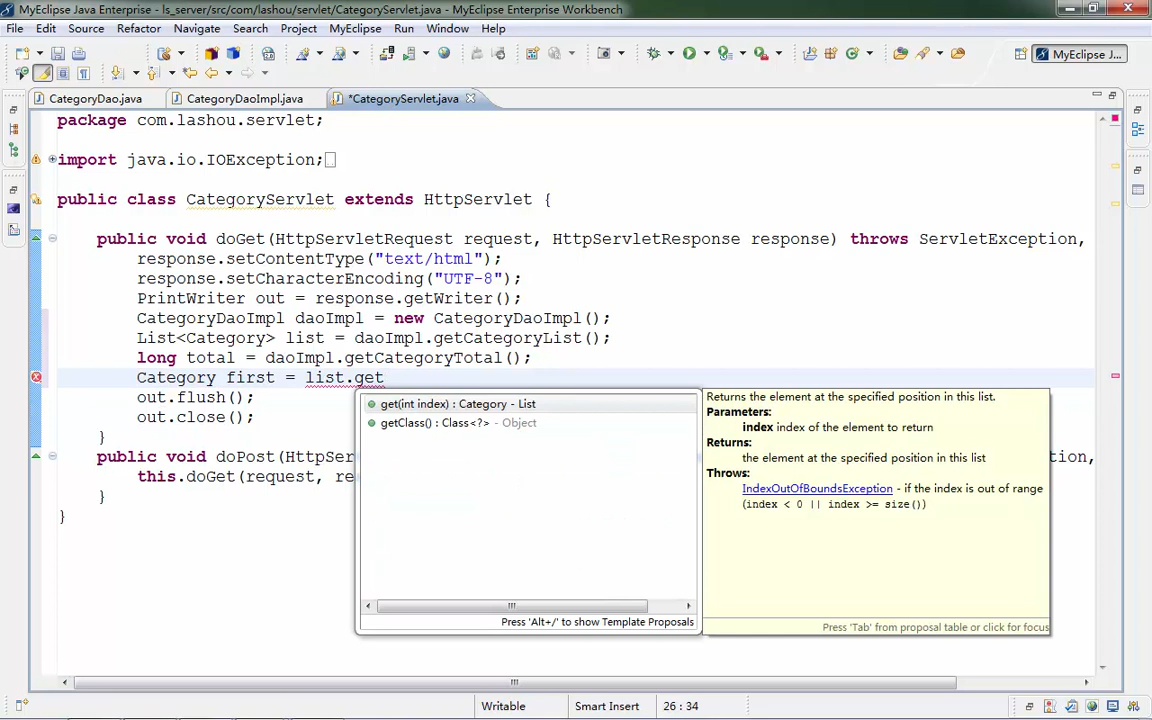 MyEclipse Java Enterprise - ls_server/src/com/lashou/servlet/CategoryServlet.java - MyEclipse Enterprise Workbench
File Edit Source Refactor Navigate Search Project MyEclipse Run Window Help
MyEclipse J...
CategoryDao.java CategoryDaoImpl.java *CategoryServlet.java
package com.lashou.servlet;
import java.io.IOException;
public class CategoryServlet extends HttpServlet {
public void doGet(HttpServletRequest request, HttpServletResponse response) throws ServletException,
response.setContentType("text/html");
response.setCharacterEncoding("UTF-8");
PrintWriter out = response.getWriter();
CategoryDaoImpl daoImpl = new CategoryDaoImpl();
List<Category> list = daoImpl.getCategoryList();
long total = daoImpl.getCategoryTotal();
Category first = list.get
out.flush();
out.close();
}
public void doPost(HttpServ
ion,
this.doGet(request, re
}
}
get(int index) : Category - List
getClass() : Class<?> - Object
Press 'Alt+/' to show Template Proposals
Returns the element at the specified position in this list.
Parameters:
index index of the element to return
Returns:
the element at the specified position in this list
Throws:
IndexOutOfBoundsException - if the index is out of range
(index < 0 || index >= size())
Press 'Tab' from proposal table or click for focus
Writable Smart Insert 26 : 34